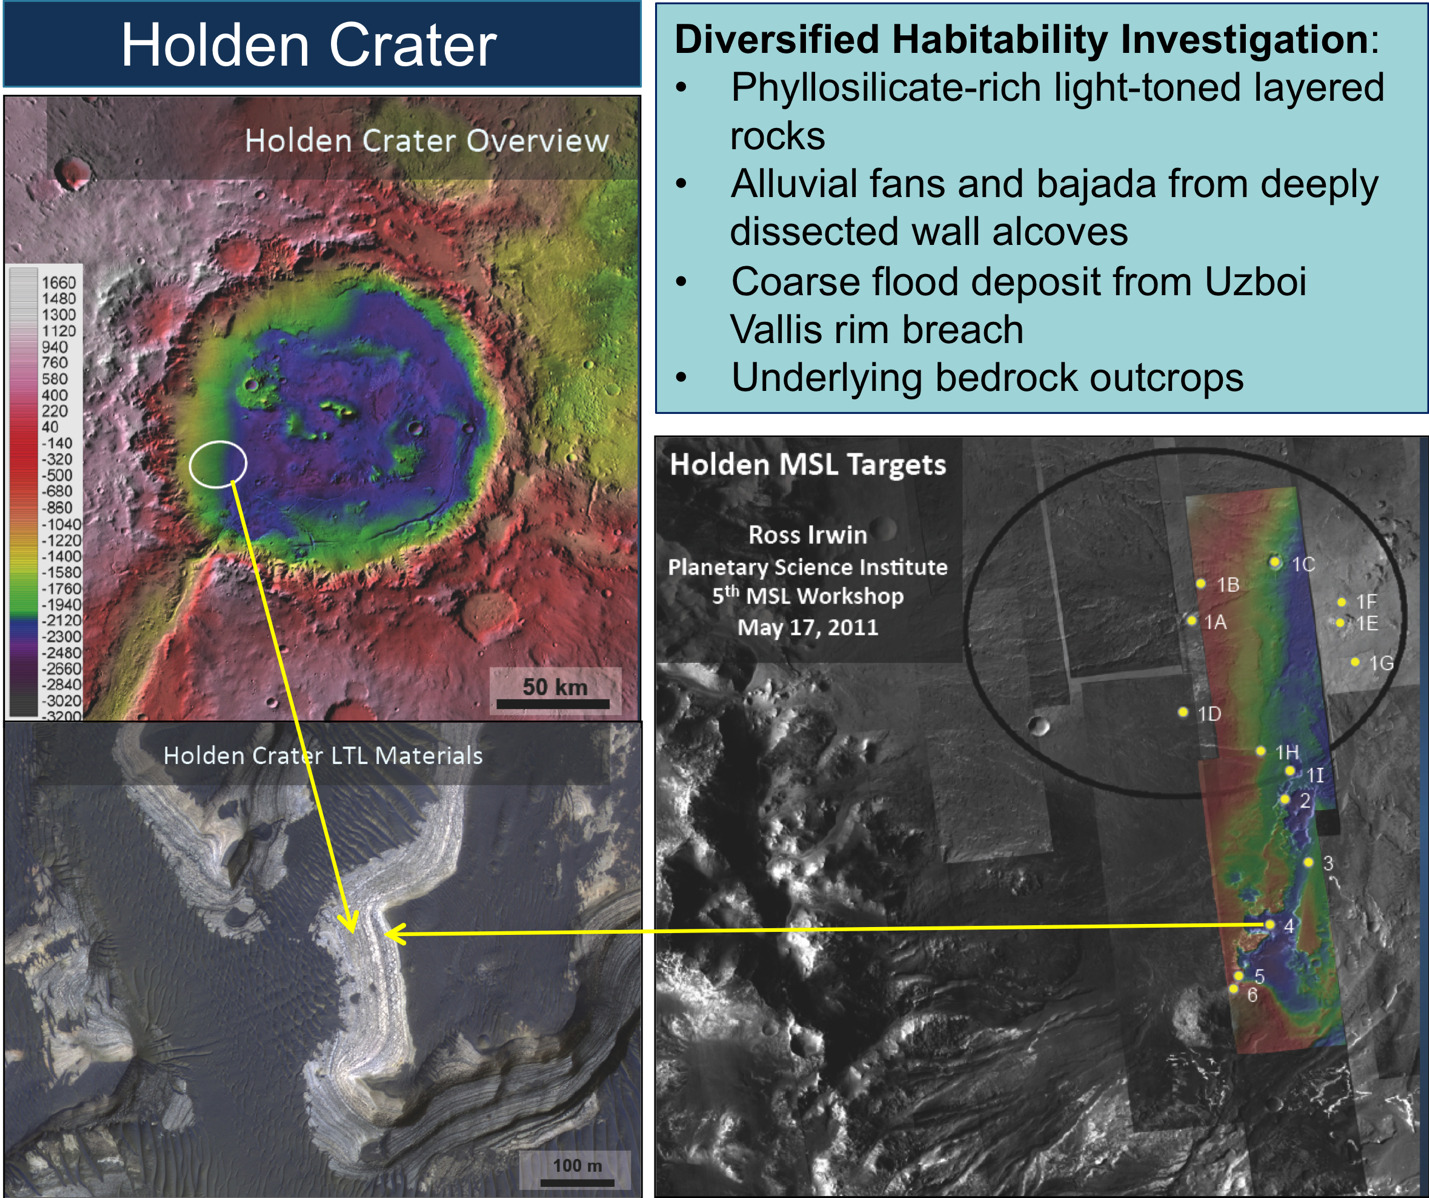 Holden Crater
Diversified Habitability Investigation:
• Phyllosilicate-rich light-toned layered
rocks
• Alluvial fans and bajada from deeply
dissected wall alcoves
• Coarse flood deposit from Uzboi
Vallis rim breach
• Underlying bedrock outcrops
Holden Crater Overview
1660
1480
1300
1120
940
760
580
400
220
40
-140
-320
-500
-680
-860
-1040
-1220
-1400
-1580
-1760
-1940
-2120
-2300
-2480
-2660
-2840
-3020
-3200
50 km
Holden Crater LTL Materials
100 m
Holden MSL Targets
Ross Irwin
Planetary Science Institute
5th MSL Workshop
May 17, 2011
1C
1B
1F
1A
1E
1G
1D
1H
1I
2
3
4
5
6